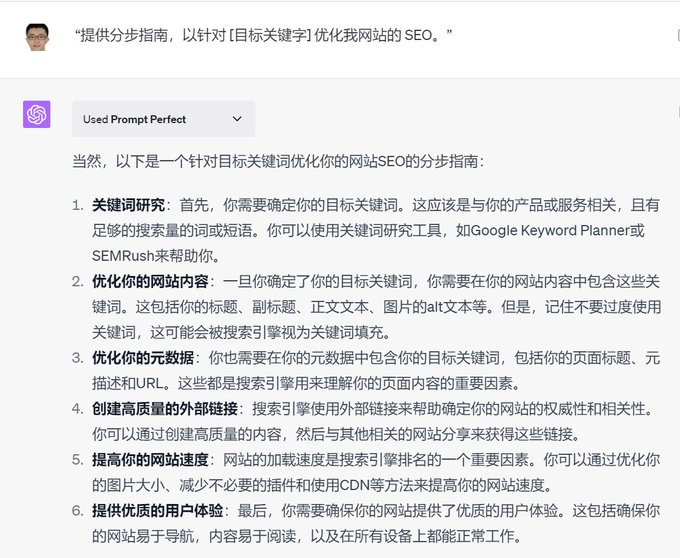 “提供分步指南，以针对 [目标关键字] 优化我网站的 SEO。”
Used Prompt Perfect
当然，以下是一个针对目标关键词优化你的网站SEO的分步指南：
1. 关键词研究：首先，你需要确定你的目标关键词。这应该是与你的产品或服务相关，且有
足够的搜索量的词或短语。你可以使用关键词研究工具，如Google Keyword Planner或
SEMRush来帮助你。
2. 优化你的网站内容：一旦你确定了你的目标关键词，你需要在你的网站内容中包含这些关
键词。这包括你的标题、副标题、正文文本、图片的alt文本等。但是，记住不要过度使用
关键词，这可能会被搜索引擎视为关键词填充。
3. 优化你的元数据：你也需要在你的元数据中包含你的目标关键词，包括你的页面标题、元
描述和URL。这些都是搜索引擎用来理解你的页面内容的重要因素。
4. 创建高质量的外部链接：搜索引擎使用外部链接来帮助确定你的网站的权威性和相关性。
你可以通过创建高质量的内容，然后与其他相关的网站分享来获得这些链接。
5. 提高你的网站速度：网站的加载速度是搜索引擎排名的一个重要因素。你可以通过优化你
的图片大小、减少不必要的插件和使用CDN等方法来提高你的网站速度。
6. 提供优质的用户体验：最后，你需要确保你的网站提供了优质的用户体验。这包括确保你
的网站易于导航，内容易于阅读，以及在所有设备上都能正常工作。